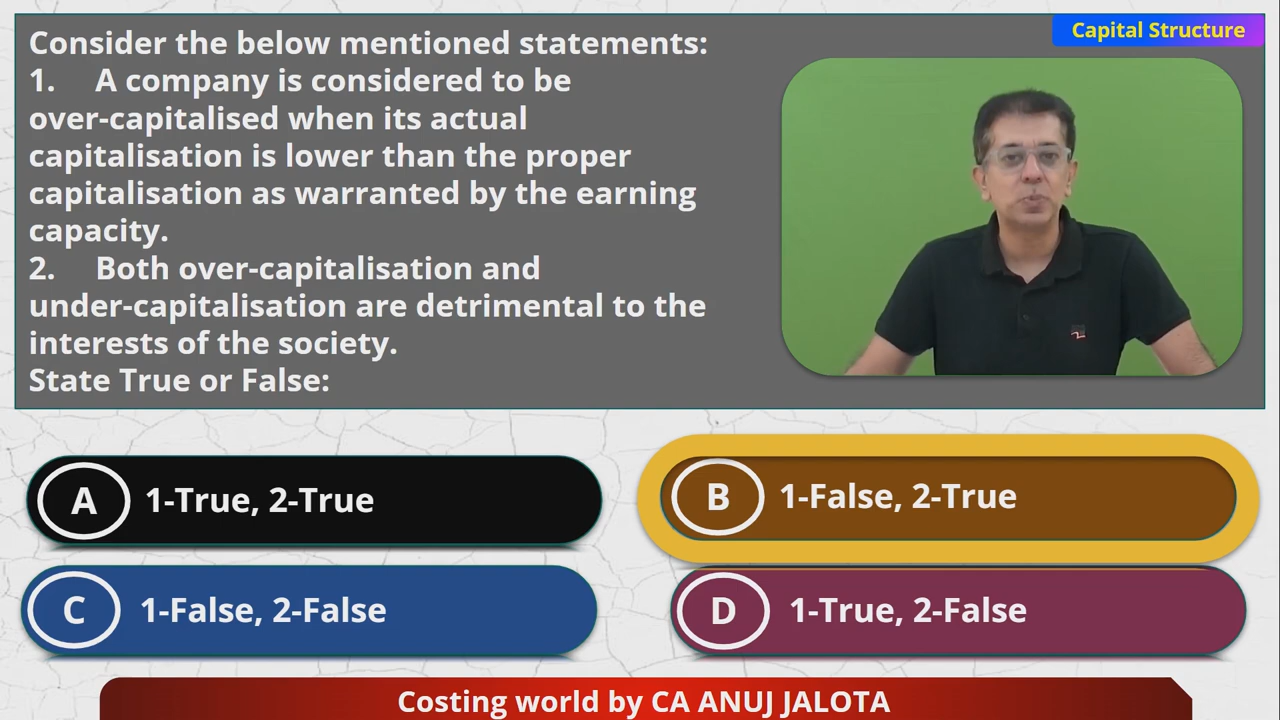 Capital Structure
Consider the below mentioned statements:
1. A company is considered to be
over-capitalised when its actual
capitalisation is lower than the proper
capitalisation as warranted by the earning
capacity.
2. Both over-capitalisation and
under-capitalisation are detrimental to the
interests of the society.
State True or False:
A 1-True, 2-True
B 1-False, 2-True
C 1-False, 2-False
D 1-True, 2-False
Costing world by CA ANUJ JALOTA